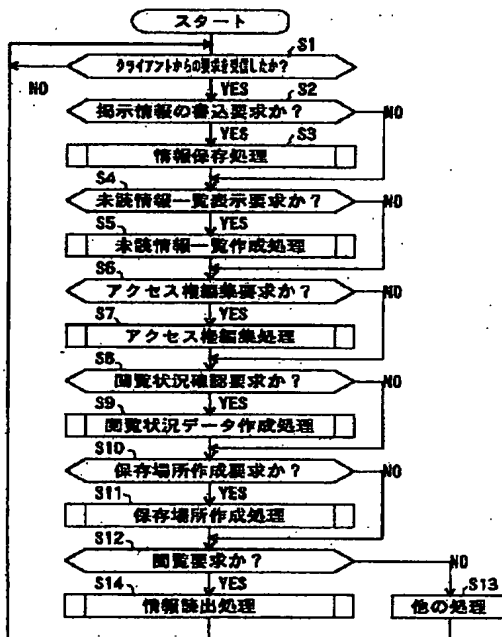 スタート
S1
クライアントからの要求を受信したか?
NO
YES
S2
掲示情報の書込要求か?
NO
YES
S3
情報保存処理
S4
未読情報一覧表示要求か?
NO
YES
S5
未読情報一覧作成処理
S6
アクセス権編集要求か?
NO
YES
S7
アクセス権編集処理
S8
閲覧状況確認要求か?
NO
YES
S9
閲覧状況データ作成処理
S10
保存場所作成要求か?
NO
YES
S11
保存場所作成処理
S12
閲覧要求か?
NO
YES
S13
S14
情報読出処理
他の処理